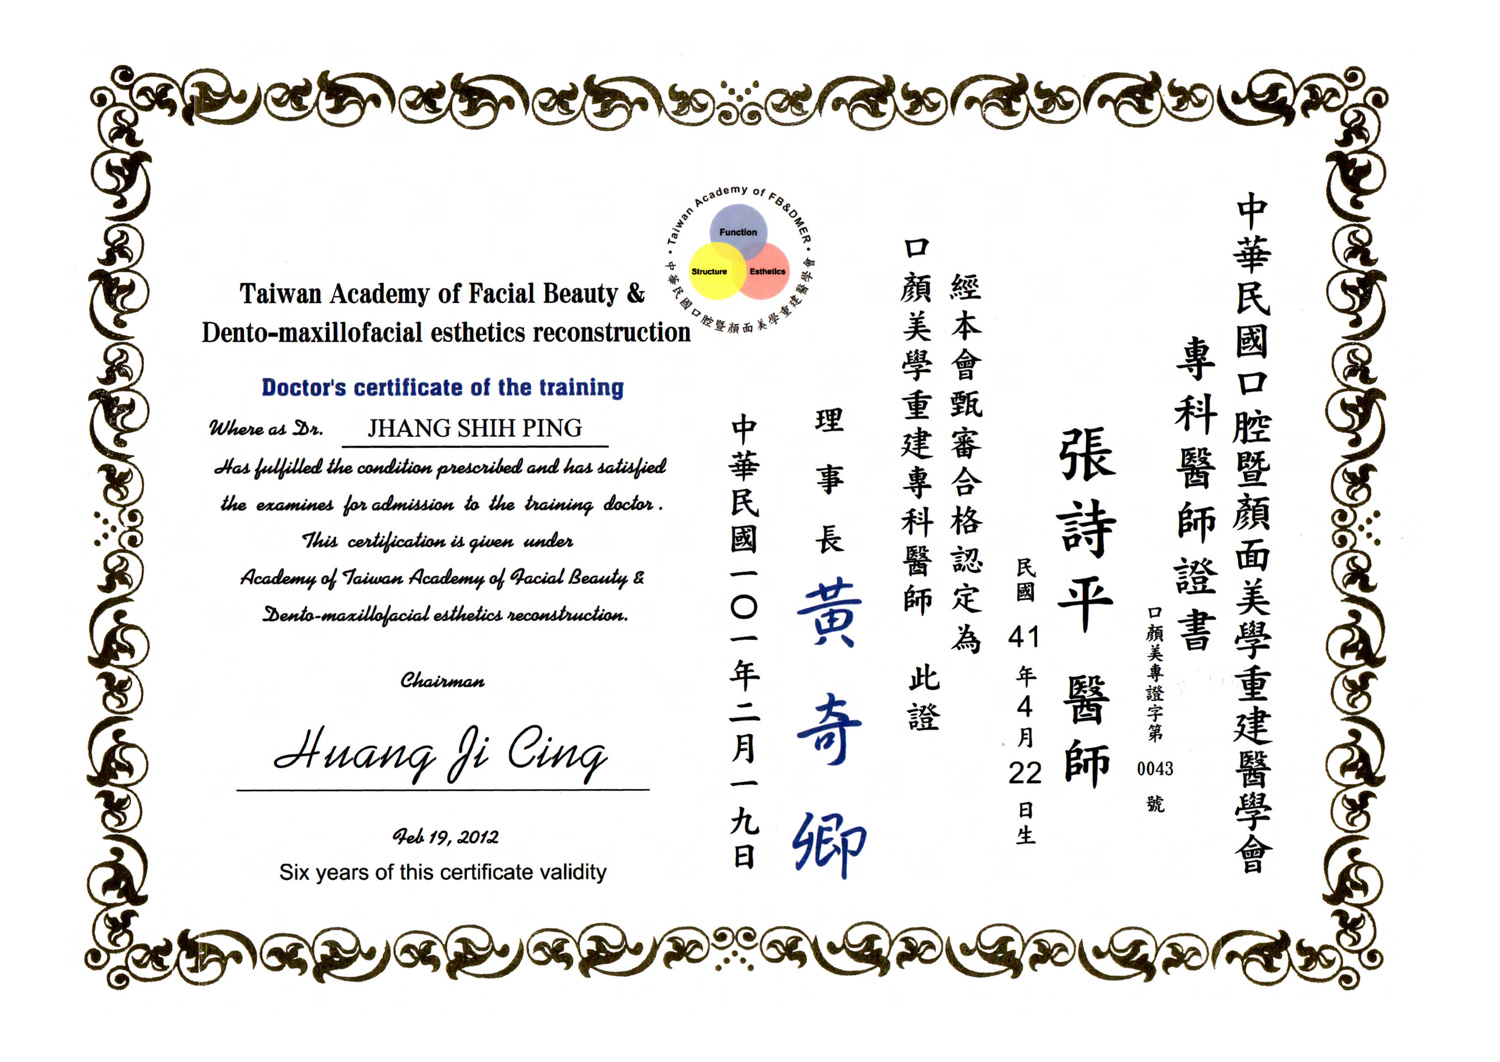 Taiwan Academy of FB&DMER
中華民國口腔暨顏面美學重建醫學會
Function
Structure
Esthetics
Taiwan Academy of Facial Beauty &
Dento-maxillofacial esthetics reconstruction
Doctor's certificate of the training
Where as Dr. JHANG SHIH PING
Has fulfilled the condition prescribed and has satisfied
the examines for admission to the training doctor.
This certification is given under
Academy of Taiwan Academy of Facial Beauty &
Dento-maxillofacial esthetics reconstruction.
Chairman
Huang Ji Cing
Feb 19, 2012
Six years of this certificate validity
中華民國口腔暨顏面美學重建醫學會
專科醫師證書
口顏美專證字第 0043 號
張詩平 醫師
民國 41 年 4 月 22 日生
經本會甄審合格認定為
口顏美學重建專科醫師 此證
理事長 黃奇卿
中華民國一〇一年二月一九日